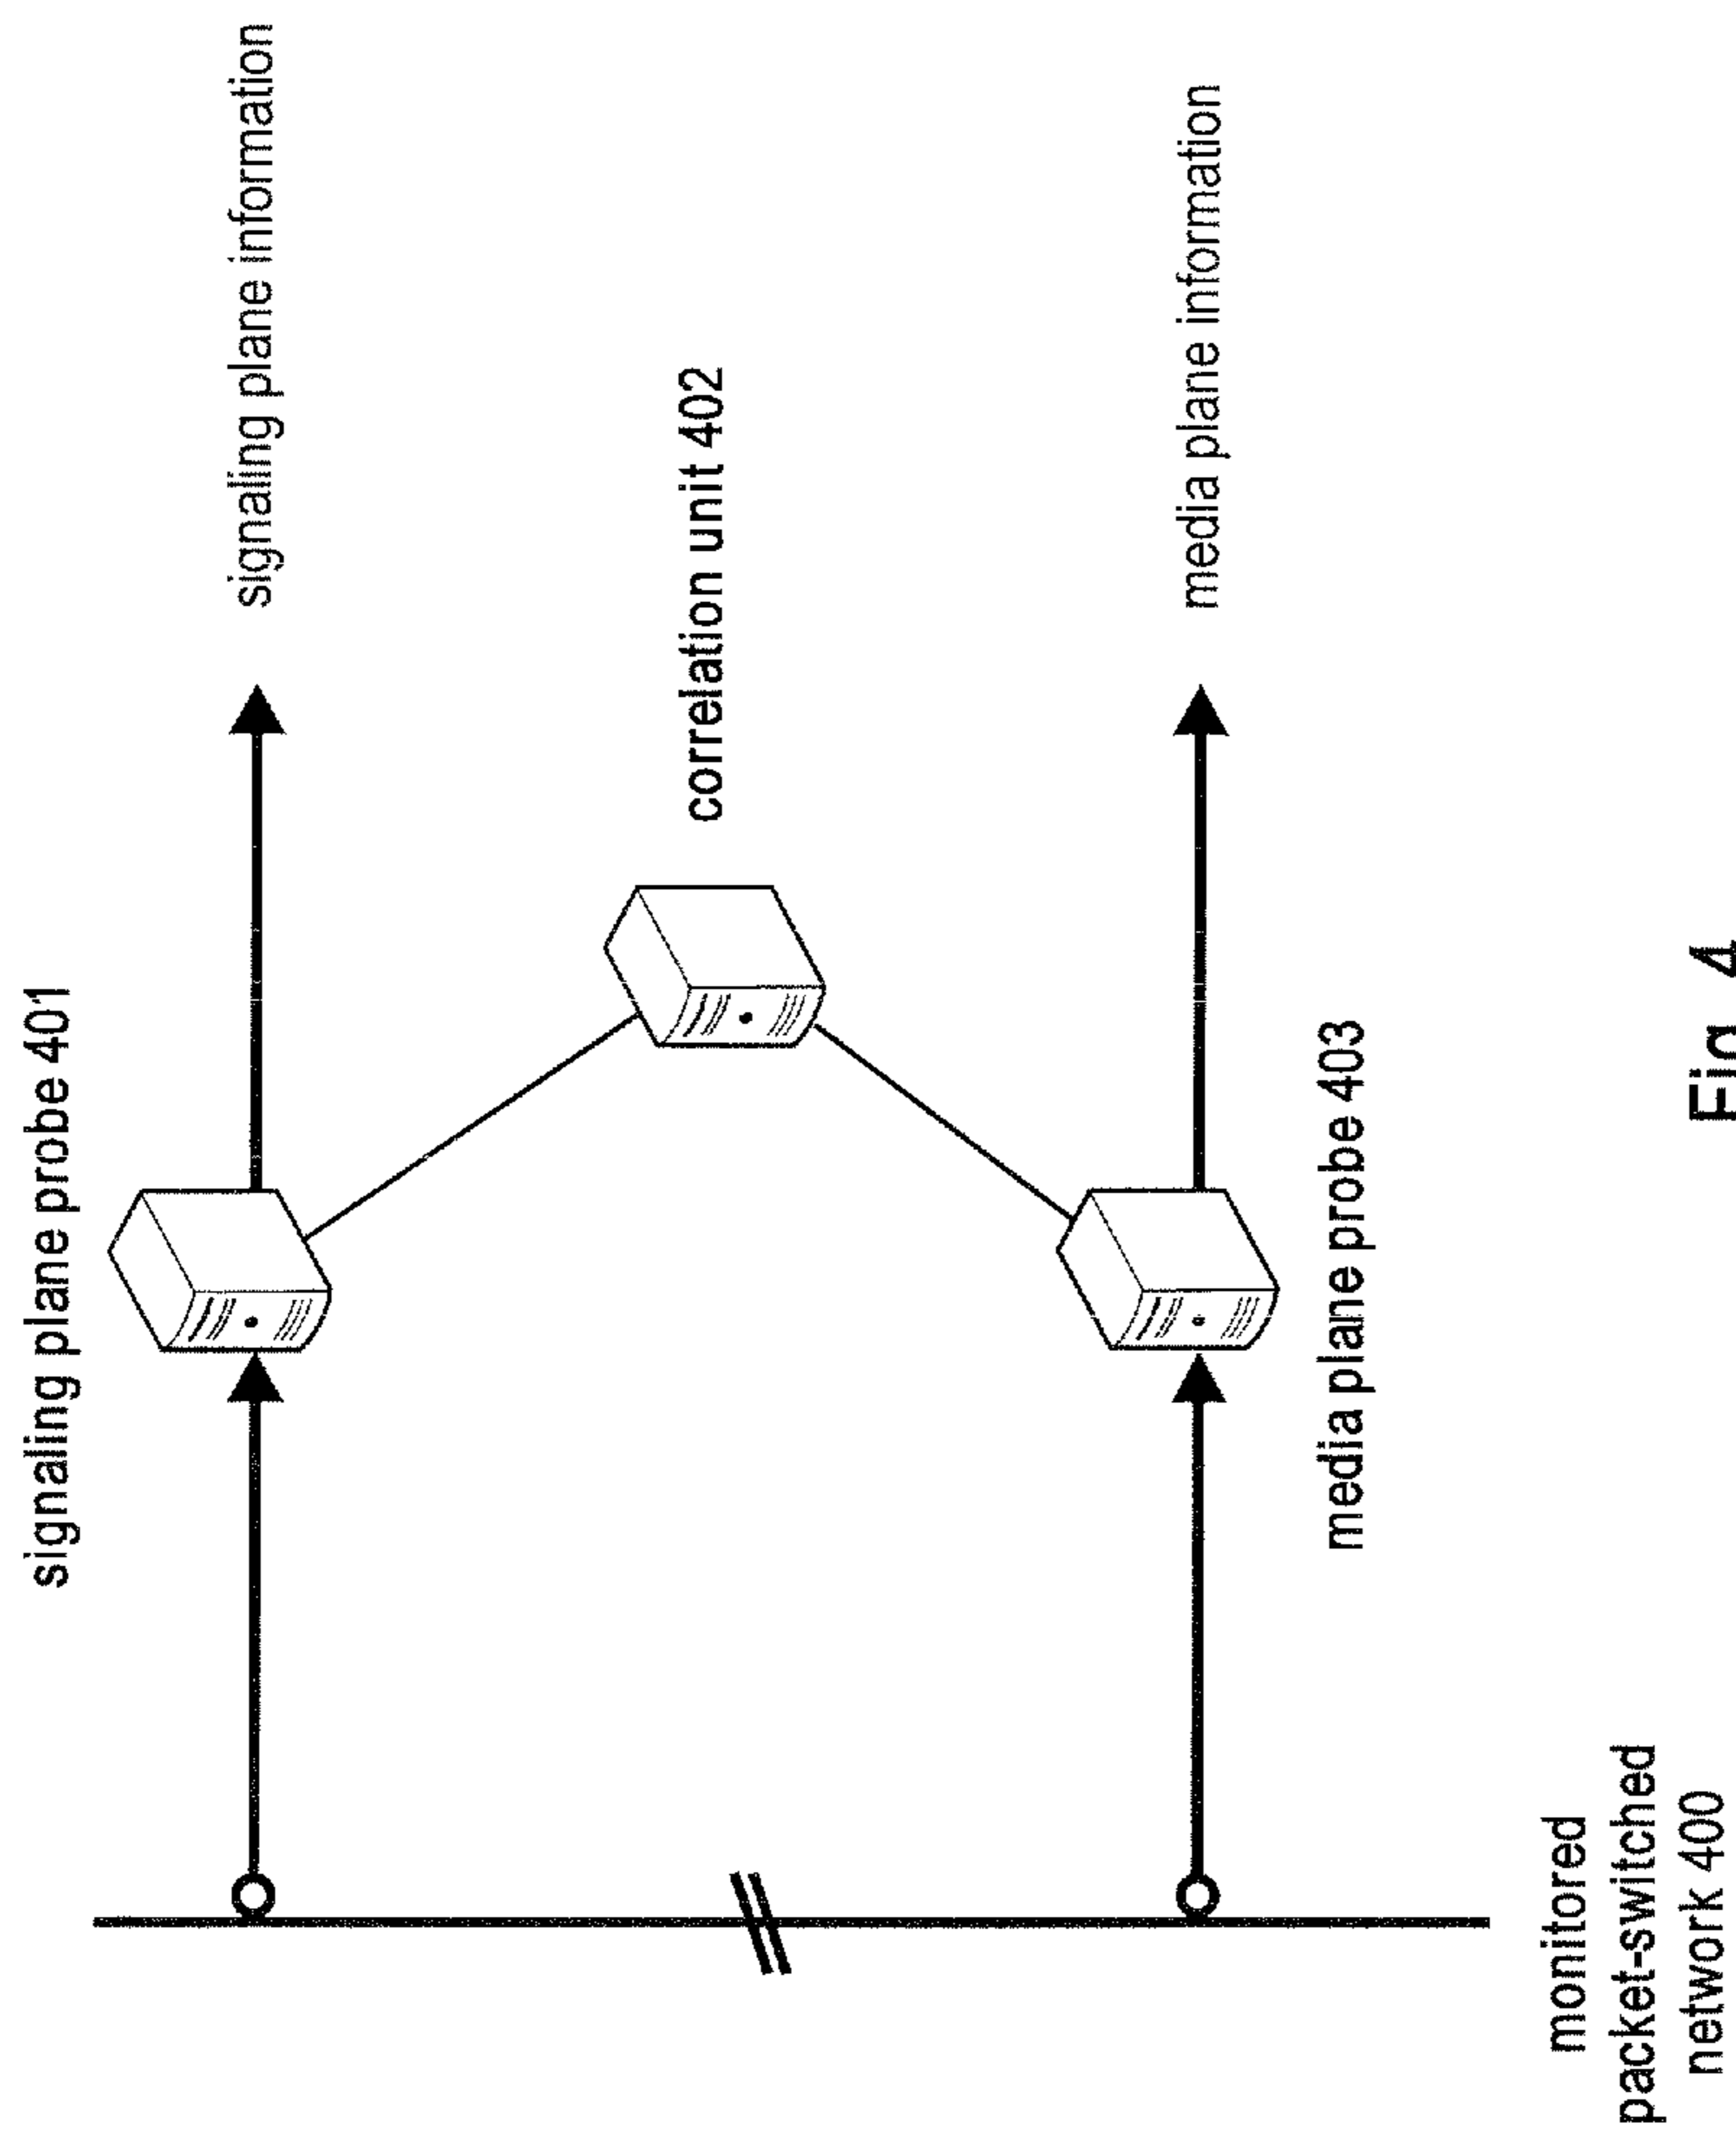 signaling plane probe 401
signaling plane information
correlation unit 402
media plane information
media plane probe 403
monitored
packet-switched
network 400
Fig. 4